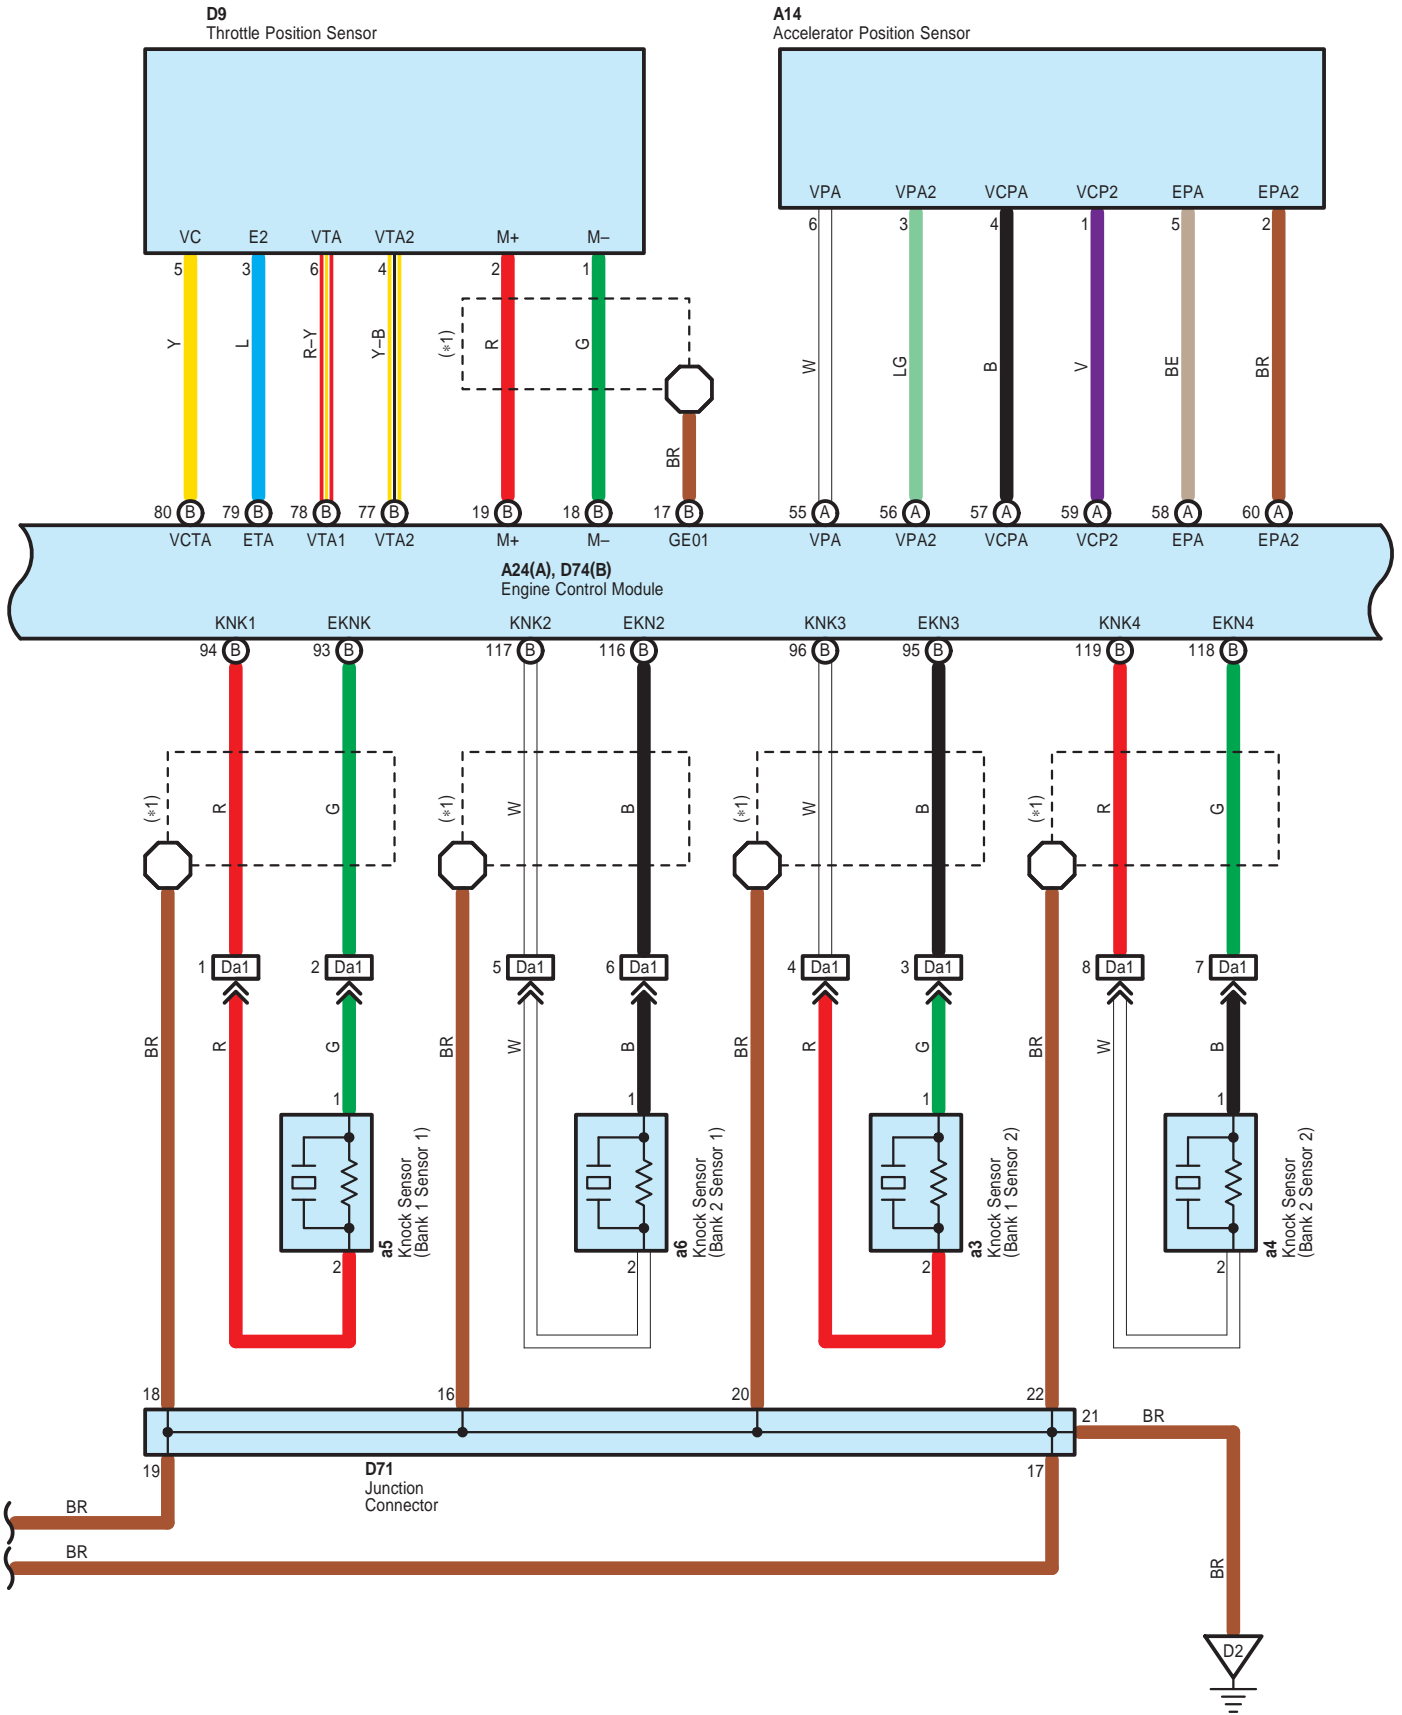 D9
Throttle Position Sensor
A14
Accelerator Position Sensor
VPA VPA2 VCPA VCP2 EPA EPA2
6 3 4 1 5 2
VC E2 VTA VTA2 M+ M–
5 3 6 4 2 1
Y L R–Y Y–B (*1) R G
W LG B V BE BR
BR
80 B 79 B 78 B 77 B 19 B 18 B 17 B 55 A 56 A 57 A 59 A 58 A 60 A
VCTA ETA VTA1 VTA2 M+ M– GE01 VPA VPA2 VCPA VCP2 EPA EPA2
A24(A), D74(B)
Engine Control Module
KNK1 EKNK KNK2 EKN2 KNK3 EKN3 KNK4 EKN4
94 B 93 B 117 B 116 B 96 B 95 B 119 B 118 B
(*1) R G (*1) W B (*1) W B (*1) R G
1 Da1 2 Da1 5 Da1 6 Da1 4 Da1 3 Da1 8 Da1 7 Da1
BR R G BR W B BR R G BR W B
1 1 1 1
a5
Knock Sensor
(Bank 1 Sensor 1)
a6
Knock Sensor
(Bank 2 Sensor 1)
a3
Knock Sensor
(Bank 1 Sensor 2)
a4
Knock Sensor
(Bank 2 Sensor 2)
2 2 2 2
18 16 20 22
21 BR
19 17
D71
Junction
Connector
BR
BR
BR
D2